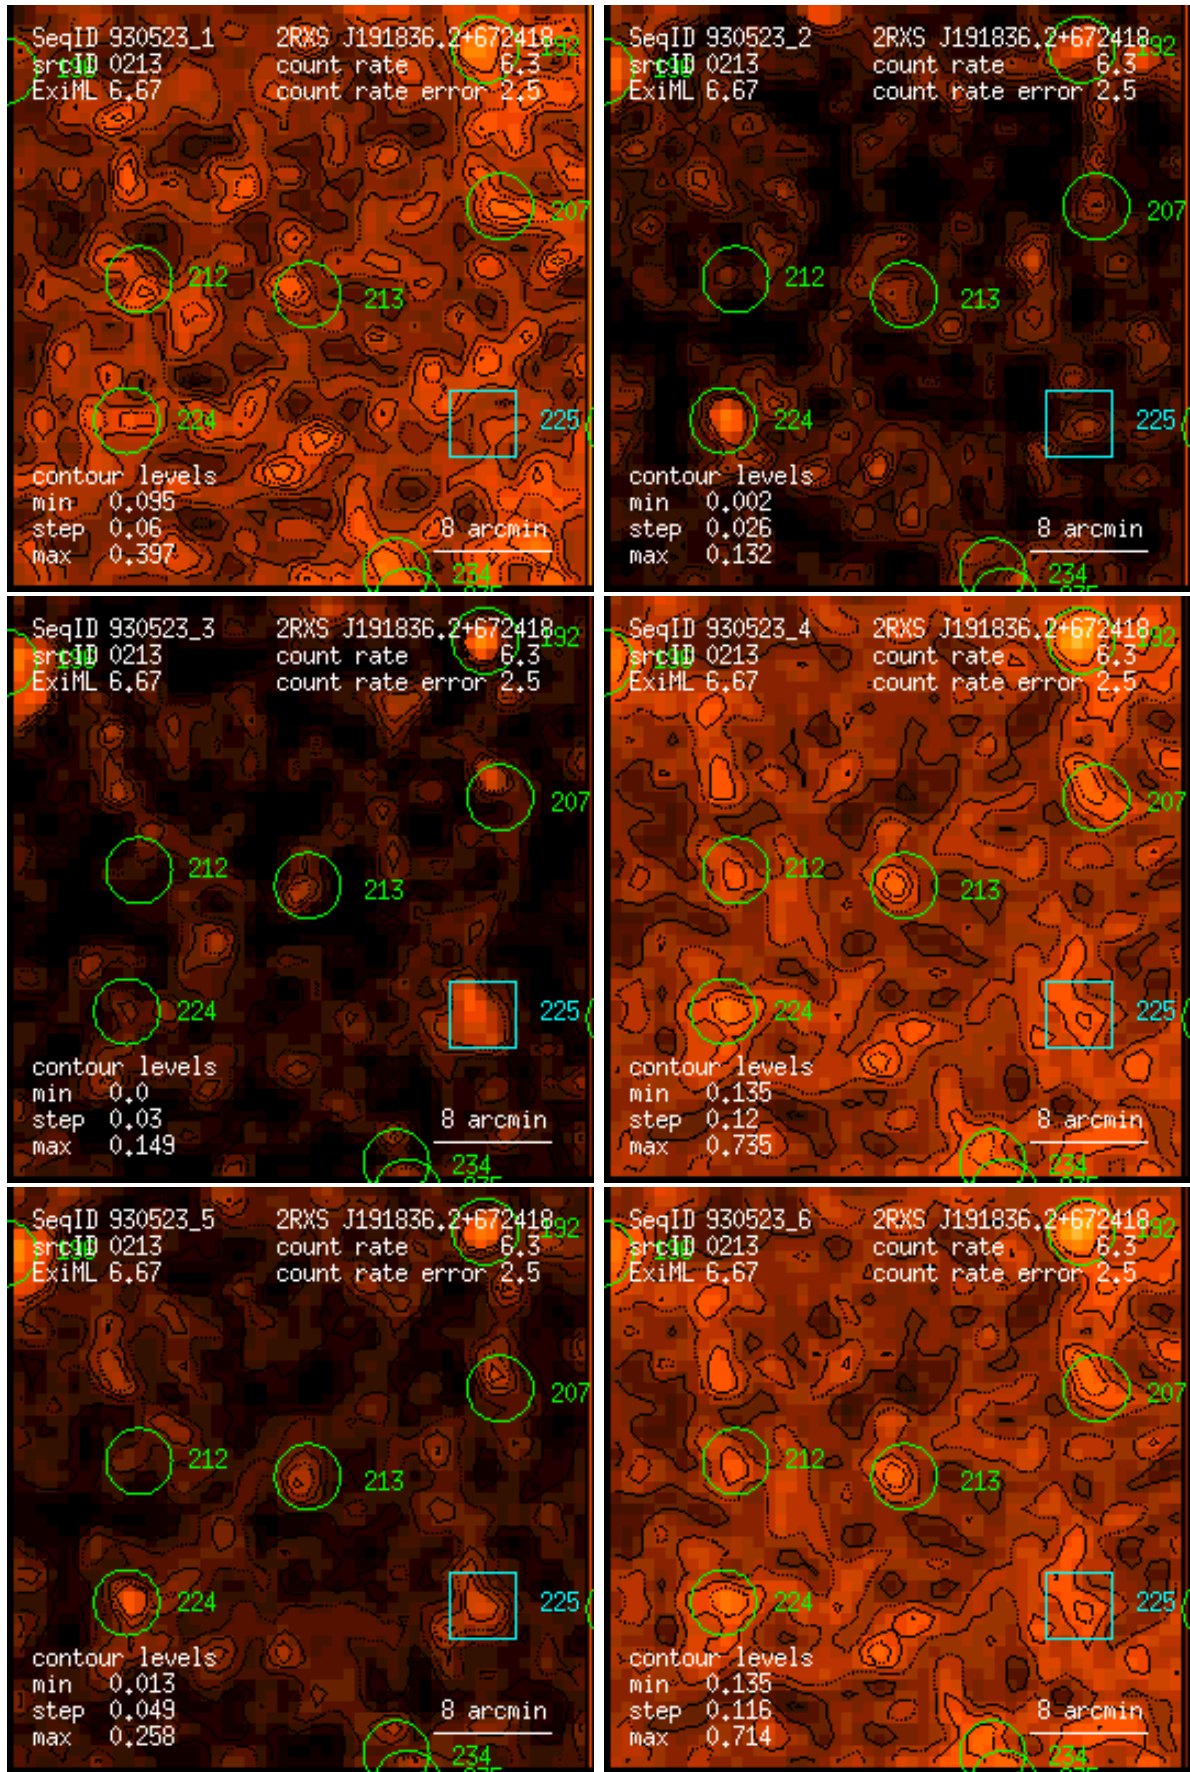 SeqID 930523_1 2RXS J191836.2+672418
srcID 0213 count rate 6.3
ExiML 6.67 count rate error 2.5
192
207
212
213
224
225
contour levels
min 0.095
step 0.06
max 0.397
8 arcmin
234
SeqID 930523_2 2RXS J191836.2+672418
srcID 0213 count rate 6.3
ExiML 6.67 count rate error 2.5
192
207
212
213
224
225
contour levels
min 0.002
step 0.026
max 0.132
8 arcmin
234
SeqID 930523_3 2RXS J191836.2+672418
srcID 0213 count rate 6.3
ExiML 6.67 count rate error 2.5
192
207
212
213
224
225
contour levels
min 0.0
step 0.03
max 0.149
8 arcmin
234
SeqID 930523_4 2RXS J191836.2+672418
srcID 0213 count rate 6.3
ExiML 6.67 count rate error 2.5
192
207
212
213
224
225
contour levels
min 0.135
step 0.12
max 0.735
8 arcmin
234
SeqID 930523_5 2RXS J191836.2+672418
srcID 0213 count rate 6.3
ExiML 6.67 count rate error 2.5
192
207
212
213
224
225
contour levels
min 0.013
step 0.049
max 0.258
8 arcmin
234
SeqID 930523_6 2RXS J191836.2+672418
srcID 0213 count rate 6.3
ExiML 6.67 count rate error 2.5
192
207
212
213
224
225
contour levels
min 0.135
step 0.116
max 0.714
8 arcmin
234